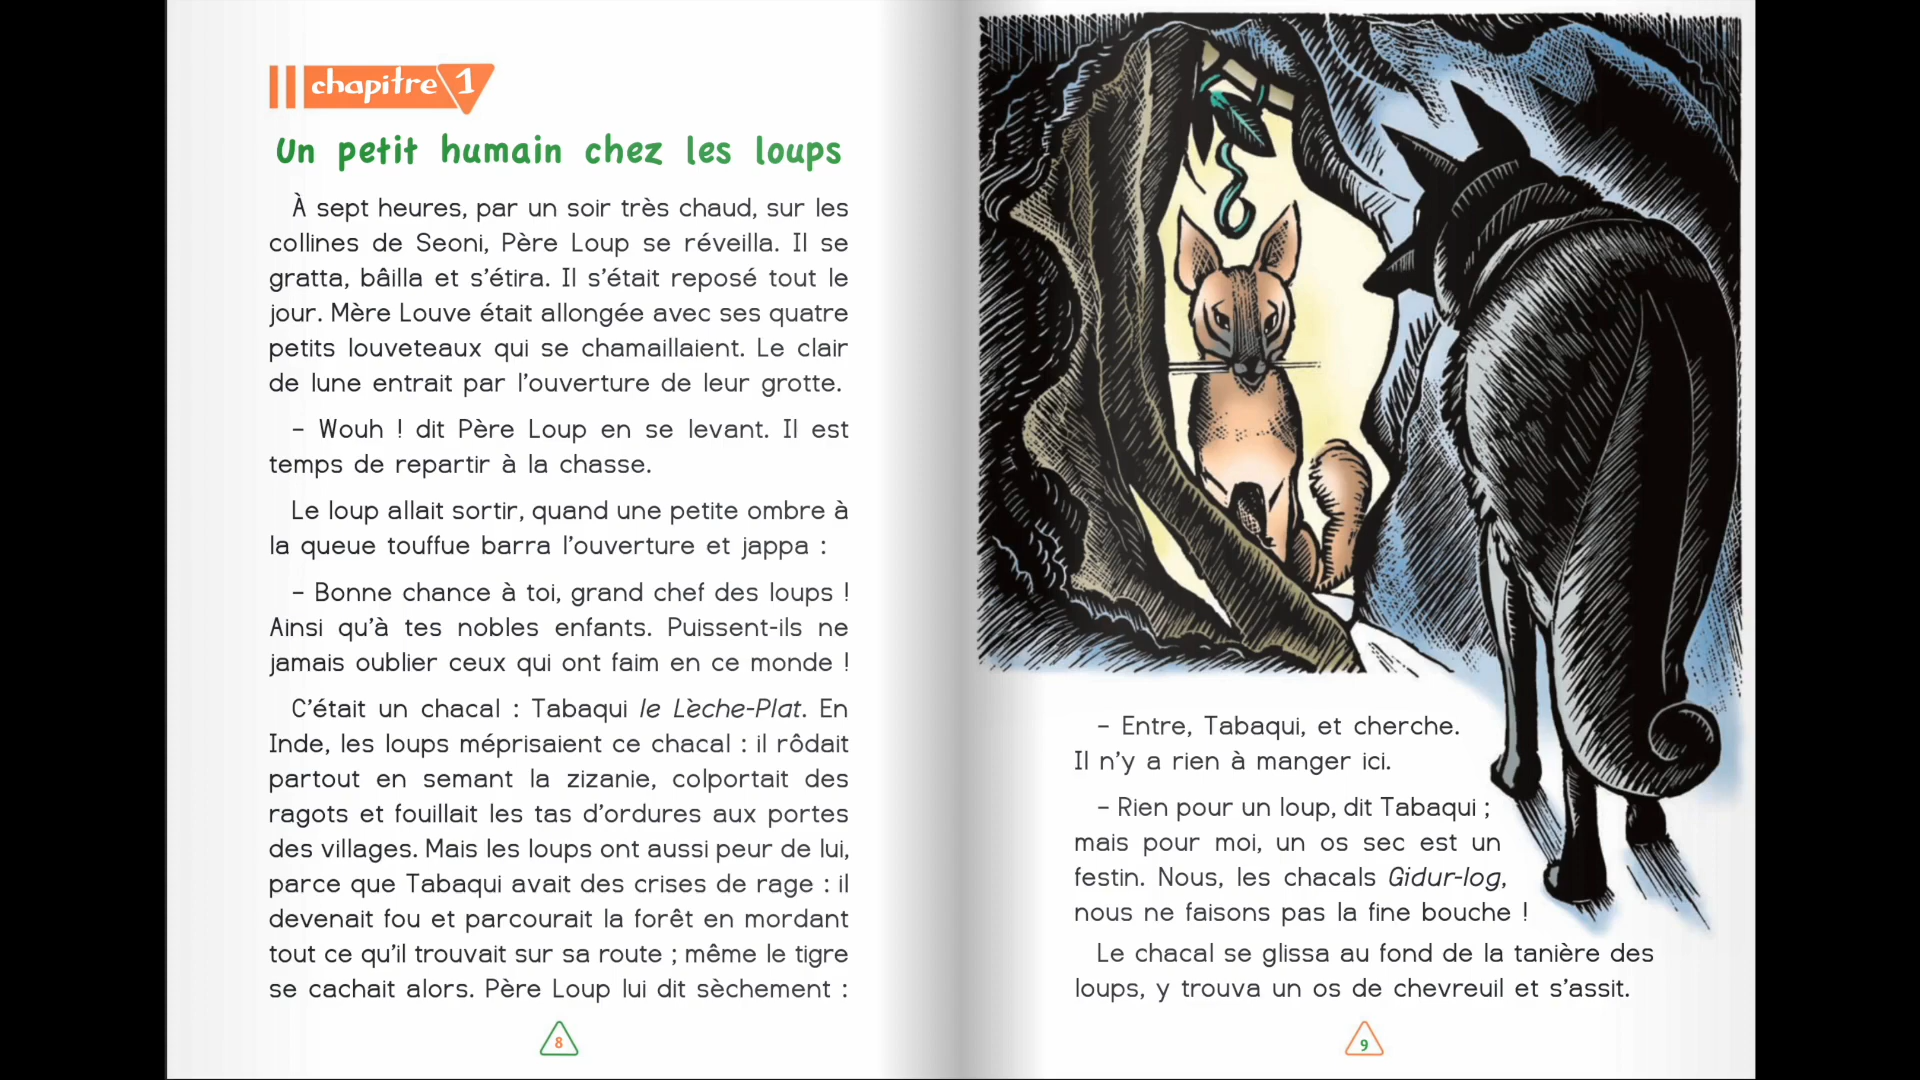 chapitre 1
Un petit humain chez les loups
À sept heures, par un soir très chaud, sur les
collines de Seoni, Père Loup se réveilla. Il se
gratta, bâilla et s’étira. Il s’était reposé tout le
jour. Mère Louve était allongée avec ses quatre
petits louveteaux qui se chamaillaient. Le clair
de lune entrait par l’ouverture de leur grotte.
– Wouh ! dit Père Loup en se levant. Il est
temps de repartir à la chasse.
Le loup allait sortir, quand une petite ombre à
la queue touffue barra l’ouverture et jappa :
– Bonne chance à toi, grand chef des loups !
Ainsi qu’à tes nobles enfants. Puissent-ils ne
jamais oublier ceux qui ont faim en ce monde !
C’était un chacal : Tabaqui le Lèche-Plat. En
Inde, les loups méprisaient ce chacal : il rôdait
partout en semant la zizanie, colportait des
ragots et fouillait les tas d’ordures aux portes
des villages. Mais les loups ont aussi peur de lui,
parce que Tabaqui avait des crises de rage : il
devenait fou et parcourait la forêt en mordant
tout ce qu’il trouvait sur sa route ; même le tigre
se cachait alors. Père Loup lui dit sèchement :
8
– Entre, Tabaqui, et cherche.
Il n’y a rien à manger ici.
– Rien pour un loup, dit Tabaqui ;
mais pour moi, un os sec est un
festin. Nous, les chacals Gidur-log,
nous ne faisons pas la fine bouche !
Le chacal se glissa au fond de la tanière des
loups, y trouva un os de chevreuil et s’assit.
9